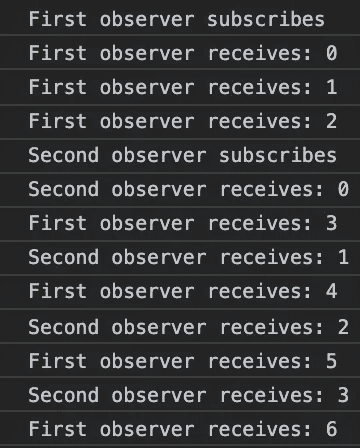 First observer subscribes
First observer receives: 0
First observer receives: 1
First observer receives: 2
Second observer subscribes
Second observer receives: 0
First observer receives: 3
Second observer receives: 1
First observer receives: 4
Second observer receives: 2
First observer receives: 5
Second observer receives: 3
First observer receives: 6